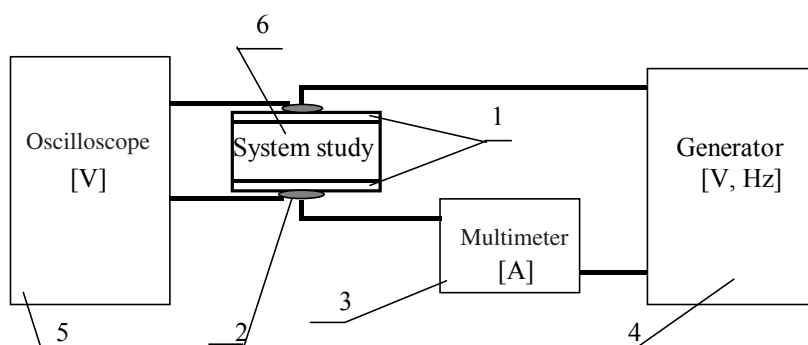 6
1
Oscilloscope
[V]
System study
Generator
[V, Hz]
Multimeter
[A]
3
5
2
4